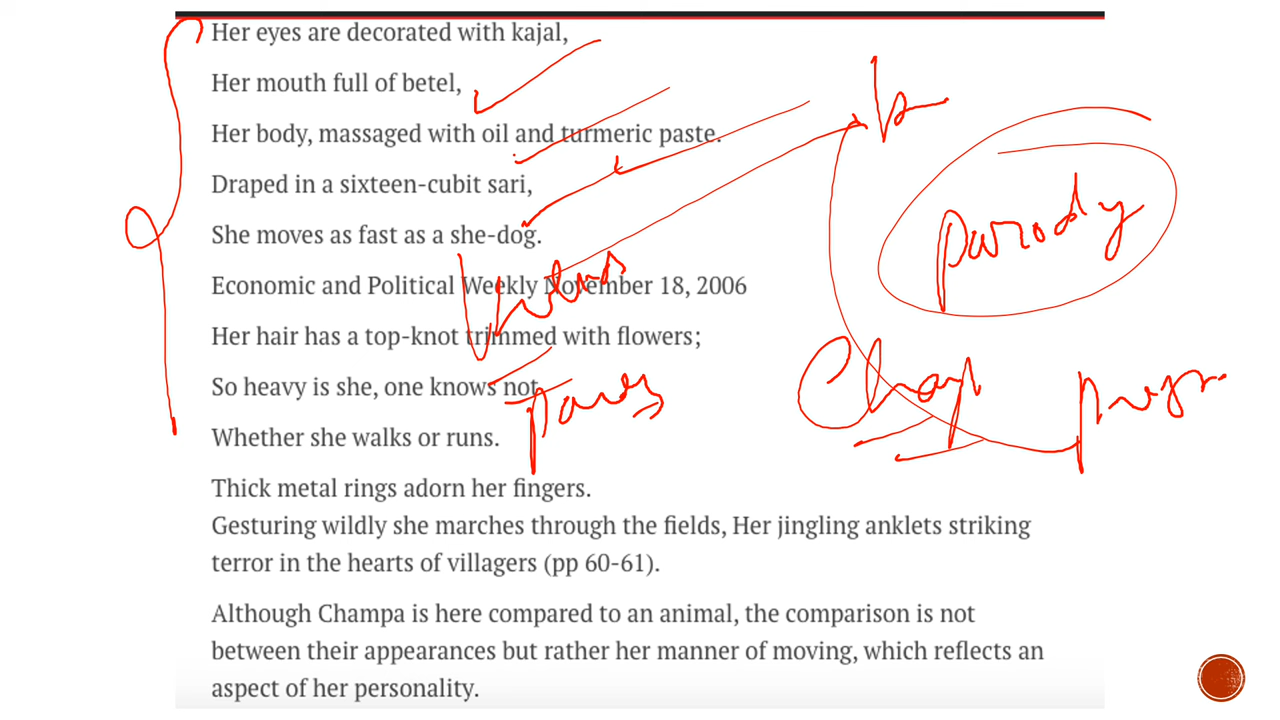 Her eyes are decorated with kajal,
Her mouth full of betel,
Her body, massaged with oil and turmeric paste.
Draped in a sixteen-cubit sari,
She moves as fast as a she-dog.
Economic and Political Weekly November 18, 2006
Her hair has a top-knot trimmed with flowers;
So heavy is she, one knows not
Whether she walks or runs.
Thick metal rings adorn her fingers.
Gesturing wildly she marches through the fields, Her jingling anklets striking
terror in the hearts of villagers (pp 60-61).
Although Champa is here compared to an animal, the comparison is not
between their appearances but rather her manner of moving, which reflects an
aspect of her personality.
Parody